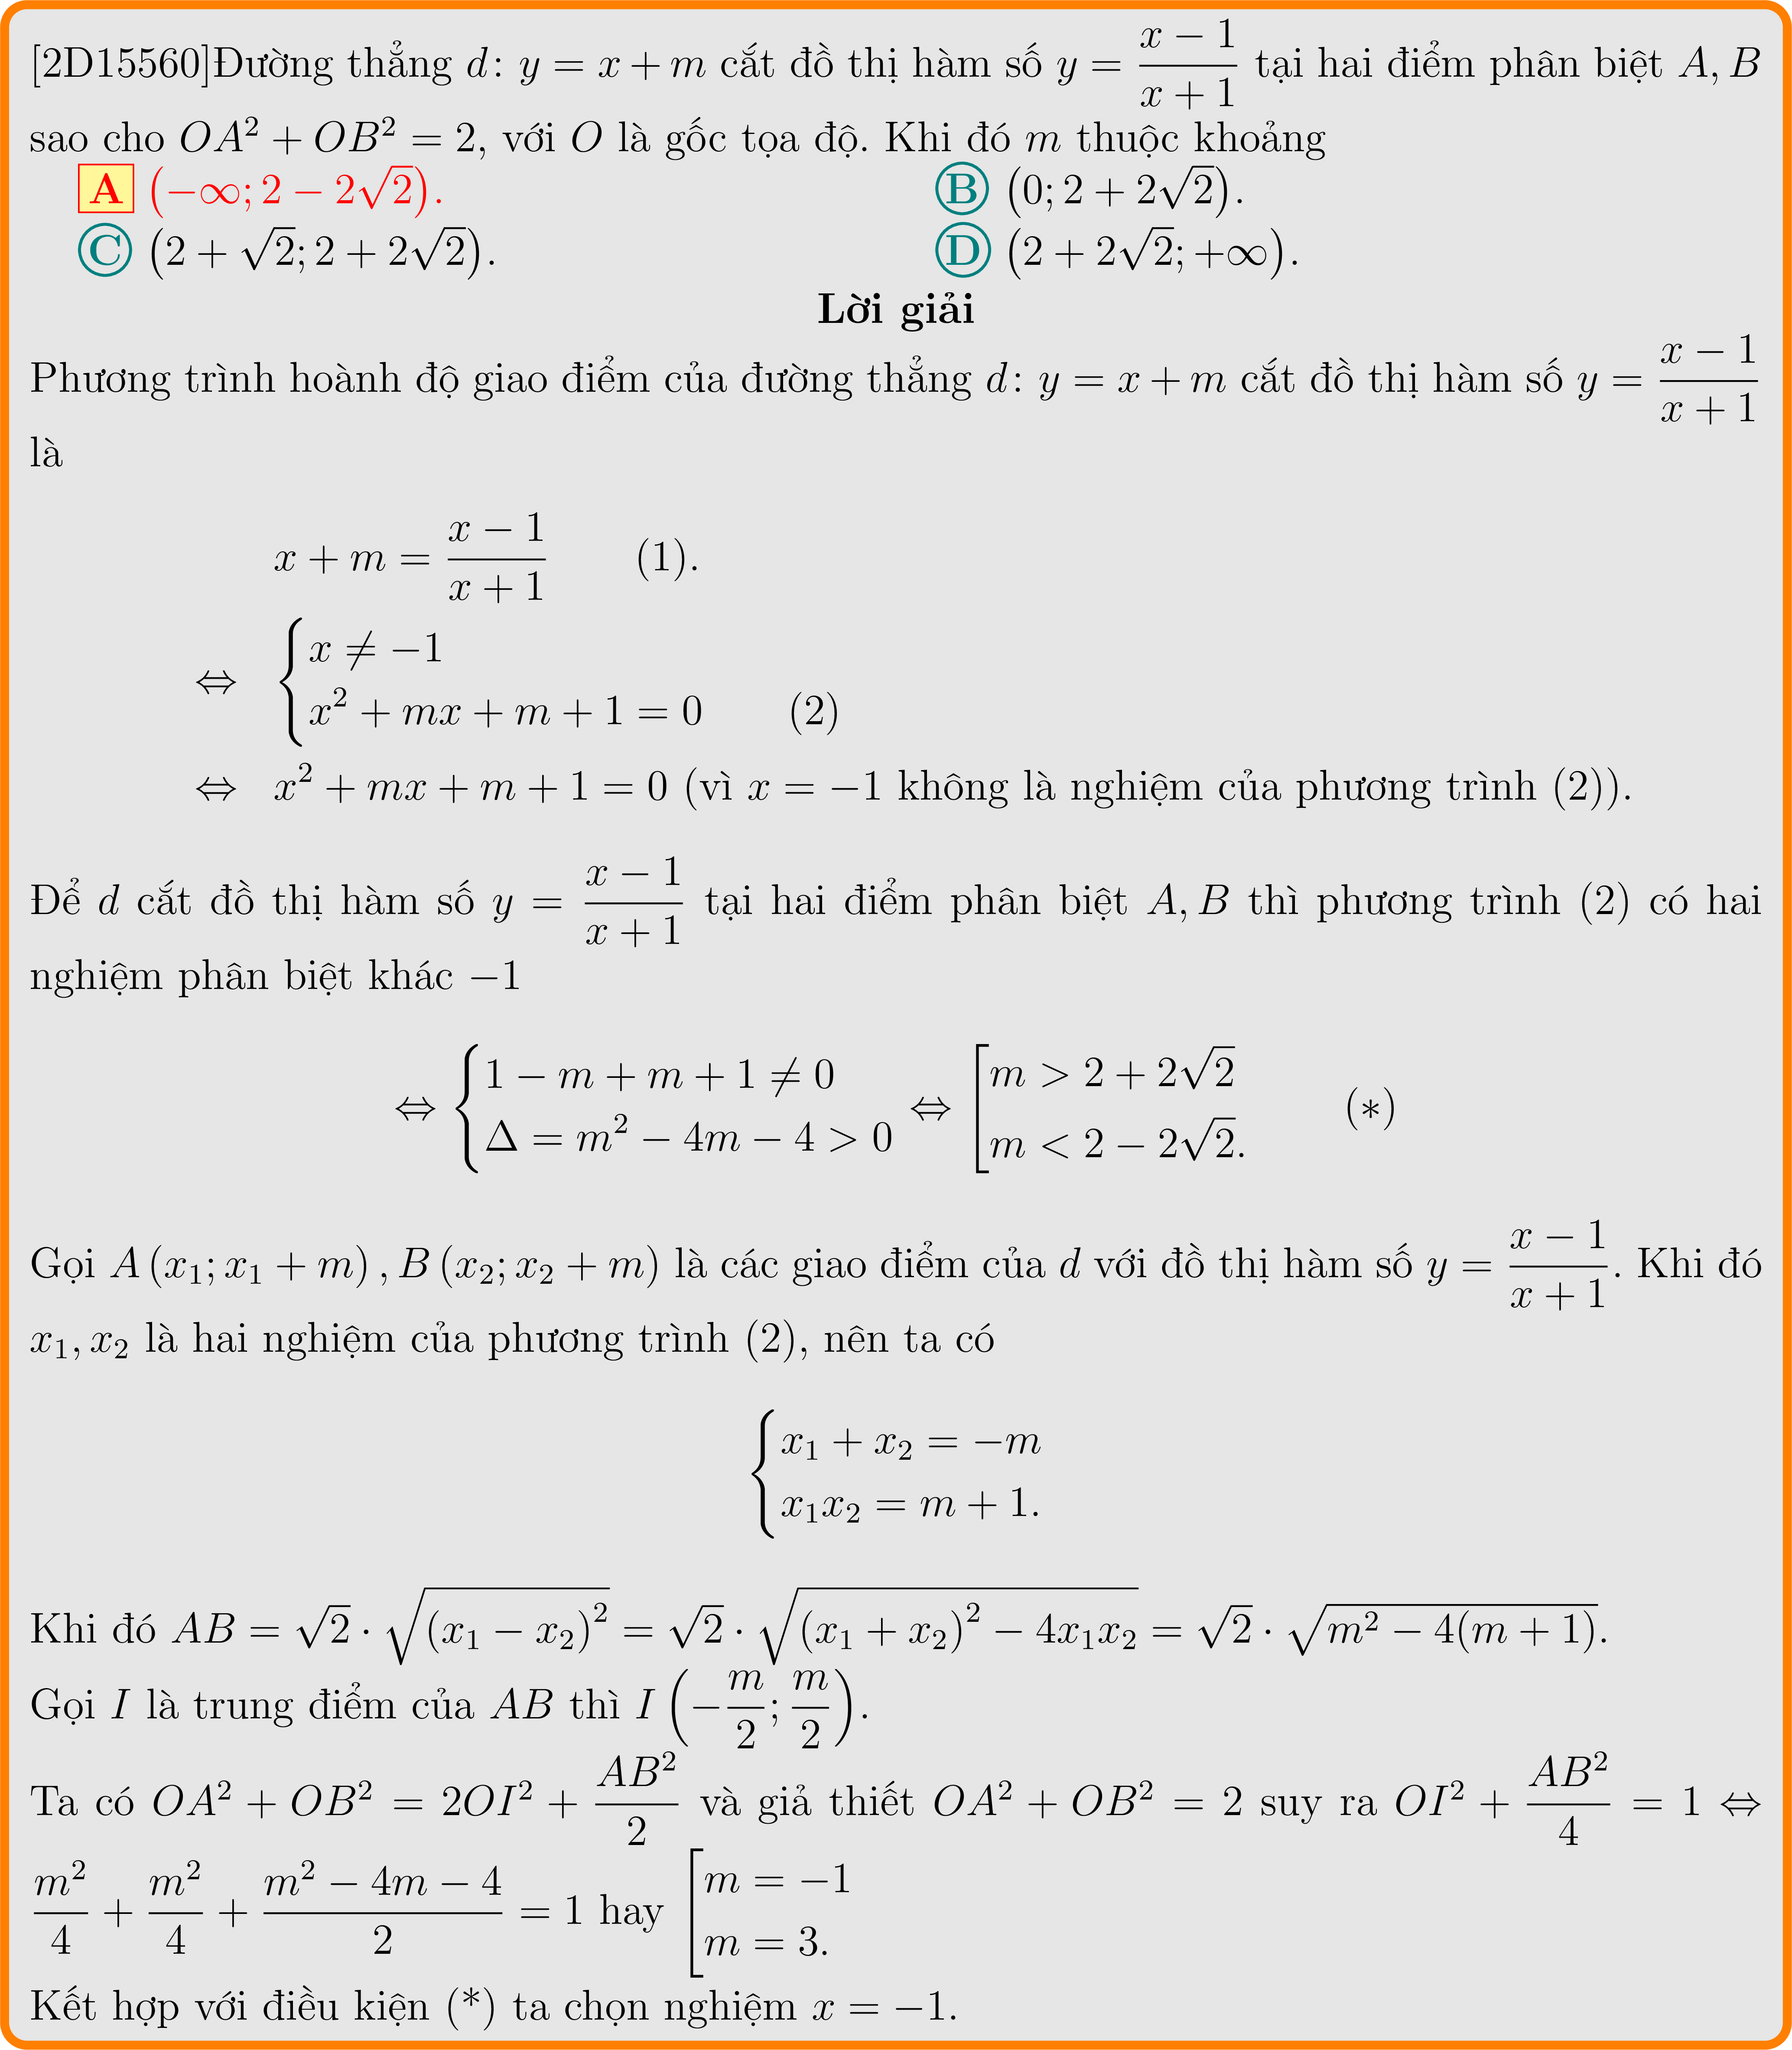 [2D15560]Đường thẳng $d\colon y = x + m$ cắt đồ thị hàm số $y = \dfrac{x-1}{x+1}$ tại hai điểm phân biệt $A, B$
sao cho $OA^2 + OB^2 = 2$, với $O$ là gốc tọa độ. Khi đó $m$ thuộc khoảng
A $\left(-\infty; 2 - 2\sqrt{2}\right)$. B $\left(0; 2 + 2\sqrt{2}\right)$.
C $\left(2 + \sqrt{2}; 2 + 2\sqrt{2}\right)$. D $\left(2 + 2\sqrt{2}; +\infty\right)$.
Lời giải
Phương trình hoành độ giao điểm của đường thẳng $d\colon y = x + m$ cắt đồ thị hàm số $y = \dfrac{x-1}{x+1}$
là
$x + m = \dfrac{x-1}{x+1} \quad (1).$
$\Leftrightarrow \begin{cases} x \neq -1 \\ x^2 + mx + m + 1 = 0 \quad (2) \end{cases}$
$\Leftrightarrow x^2 + mx + m + 1 = 0$ (vì $x = -1$ không là nghiệm của phương trình (2)).
Để $d$ cắt đồ thị hàm số $y = \dfrac{x-1}{x+1}$ tại hai điểm phân biệt $A, B$ thì phương trình (2) có hai
nghiệm phân biệt khác $-1$
$\Leftrightarrow \begin{cases} 1 - m + m + 1 \neq 0 \\ \Delta = m^2 - 4m - 4 > 0 \end{cases} \Leftrightarrow \left[\begin{array}{l} m > 2 + 2\sqrt{2} \\ m < 2 - 2\sqrt{2}. \end{array}\right. \quad (*)$
Gọi $A\left(x_1; x_1 + m\right), B\left(x_2; x_2 + m\right)$ là các giao điểm của $d$ với đồ thị hàm số $y = \dfrac{x-1}{x+1}$. Khi đó
$x_1, x_2$ là hai nghiệm của phương trình (2), nên ta có
$\begin{cases} x_1 + x_2 = -m \\ x_1 x_2 = m + 1. \end{cases}$
Khi đó $AB = \sqrt{2} \cdot \sqrt{\left(x_1 - x_2\right)^2} = \sqrt{2} \cdot \sqrt{\left(x_1 + x_2\right)^2 - 4x_1x_2} = \sqrt{2} \cdot \sqrt{m^2 - 4(m+1)}$.
Gọi $I$ là trung điểm của $AB$ thì $I\left(-\dfrac{m}{2}; \dfrac{m}{2}\right)$.
Ta có $OA^2 + OB^2 = 2OI^2 + \dfrac{AB^2}{2}$ và giả thiết $OA^2 + OB^2 = 2$ suy ra $OI^2 + \dfrac{AB^2}{4} = 1 \Leftrightarrow$
$\dfrac{m^2}{4} + \dfrac{m^2}{4} + \dfrac{m^2 - 4m - 4}{2} = 1$ hay $\left[\begin{array}{l} m = -1 \\ m = 3. \end{array}\right.$
Kết hợp với điều kiện (*) ta chọn nghiệm $x = -1$.